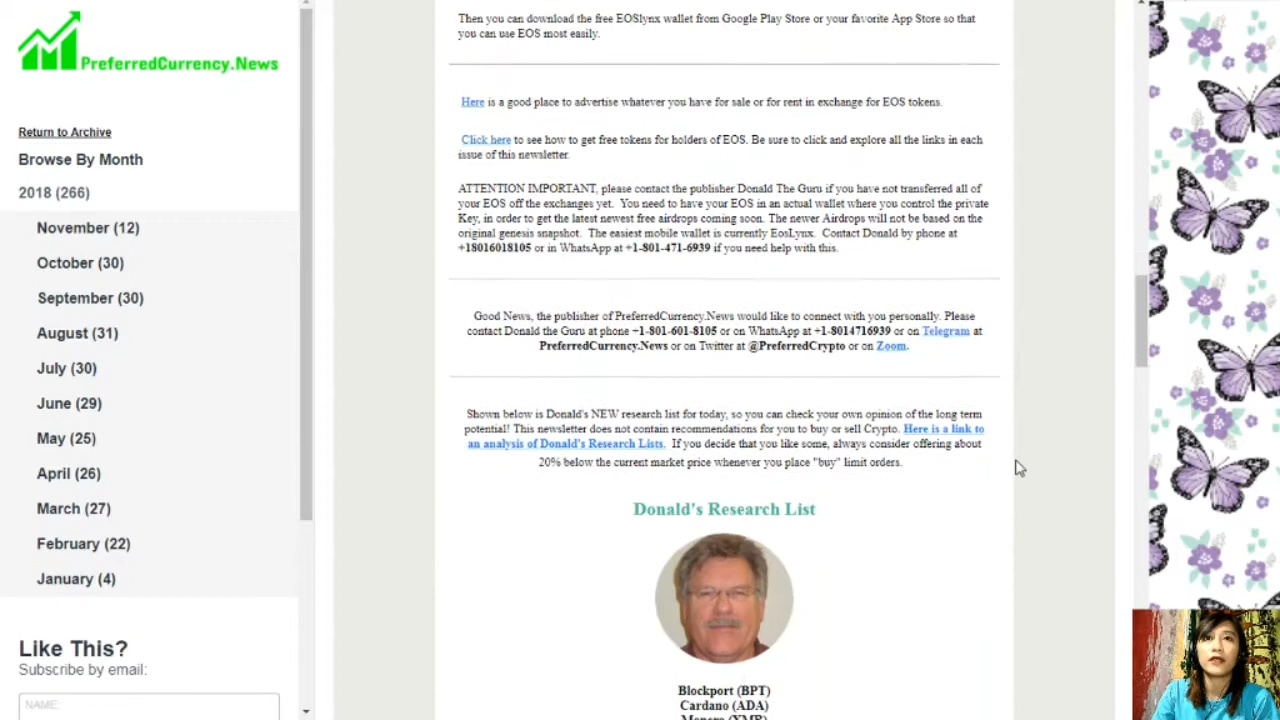 PreferredCurrency.News
Return to Archive
Browse By Month
2018 (266)
November (12)
October (30)
September (30)
August (31)
July (30)
June (29)
May (25)
April (26)
March (27)
February (22)
January (4)
Like This?
Subscribe by email:
NAME:
Then you can download the free EOSlynx wallet from Google Play Store or your favorite App Store so that
you can use EOS most easily.
Here is a good place to advertise whatever you have for sale or for rent in exchange for EOS tokens.
Click here to see how to get free tokens for holders of EOS. Be sure to click and explore all the links in each
issue of this newsletter.
ATTENTION IMPORTANT, please contact the publisher Donald The Guru if you have not transferred all of
your EOS off the exchanges yet. You need to have your EOS in an actual wallet where you control the private
Key, in order to get the latest newest free airdrops coming soon. The newer Airdrops will not be based on the
original genesis snapshot. The easiest mobile wallet is currently EosLynx. Contact Donald by phone at
+18016018105 or in WhatsApp at +1-801-471-6939 if you need help with this.
Good News, the publisher of PreferredCurrency.News would like to connect with you personally. Please
contact Donald the Guru at phone +1-801-601-8105 or on WhatsApp at +1-8014716939 or on Telegram at
PreferredCurrency.News or on Twitter at @PreferredCrypto or on Zoom.
Shown below is Donald's NEW research list for today, so you can check your own opinion of the long term
potential! This newsletter does not contain recommendations for you to buy or sell Crypto. Here is a link to
an analysis of Donald's Research Lists. If you decide that you like some, always consider offering about
20% below the current market price whenever you place "buy" limit orders.
Donald's Research List
Blockport (BPT)
Cardano (ADA)
Monero (XMR)